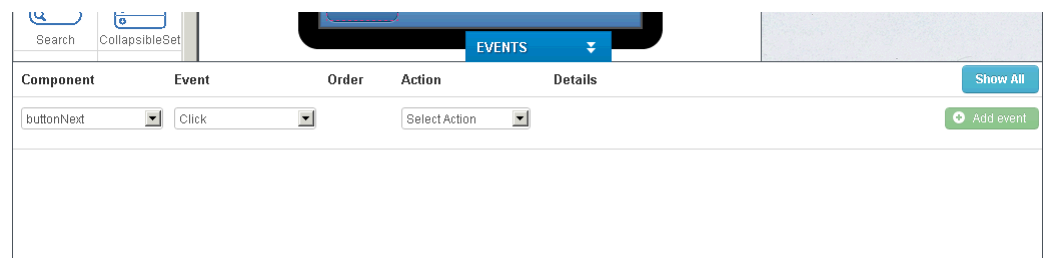 Search CollapsibleSet
EVENTS
Component Event Order Action Details Show All
buttonNext Click Select Action Add event